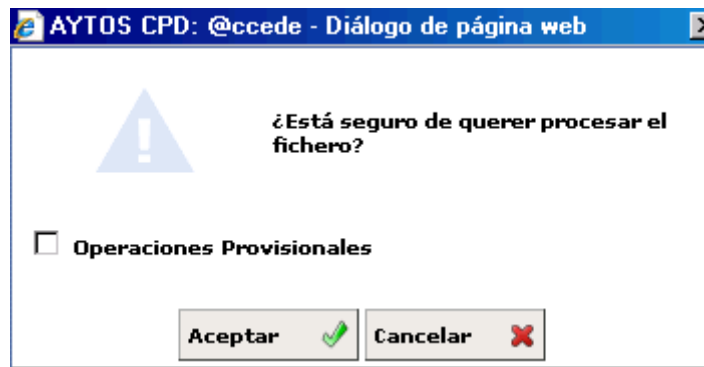 AYTOS CPD: @ccede - Diálogo de página web
¿Está seguro de querer procesar el
fichero?
Operaciones Provisionales
Aceptar
Cancelar